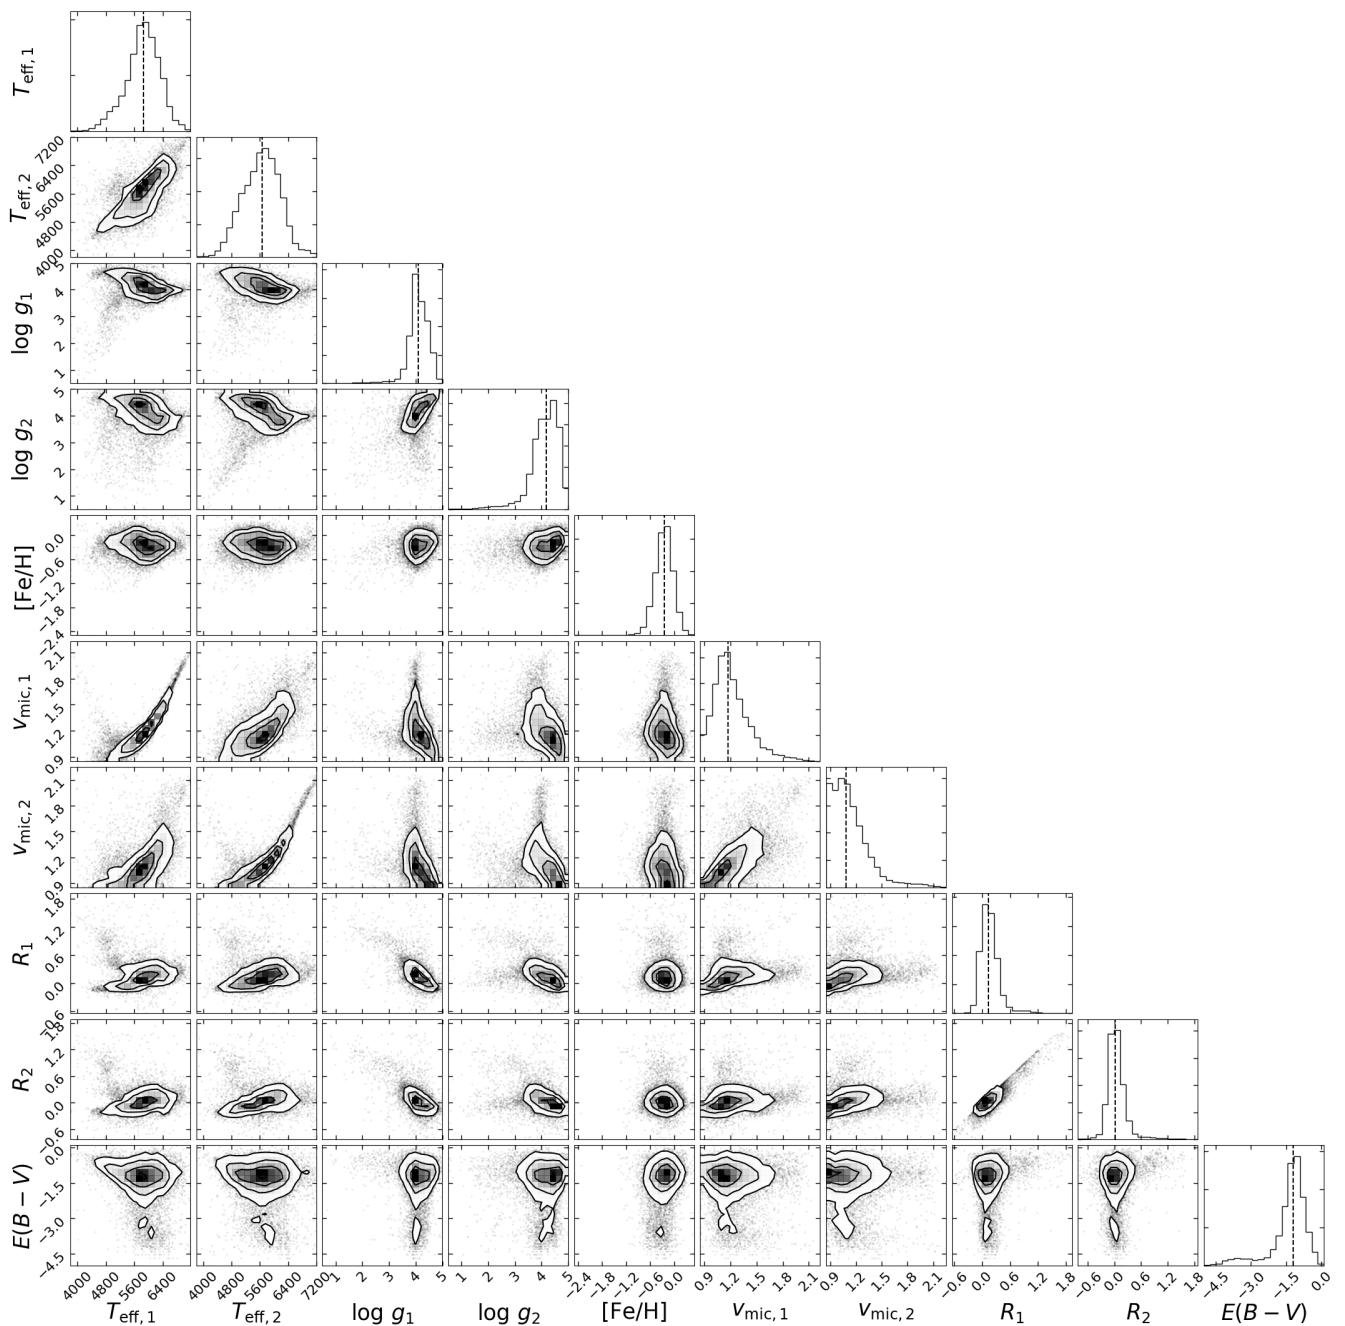 T_eff,1
T_eff,2
7200
6400
5600
4800
4000
log g_1
5
4
3
2
1
log g_2
5
4
3
2
1
[Fe/H]
0.0
−0.6
−1.2
−1.8
−2.4
v_mic,1
2.1
1.8
1.5
1.2
0.9
v_mic,2
2.1
1.8
1.5
1.2
0.9
R_1
1.8
1.2
0.6
0.0
−0.6
R_2
1.8
1.2
0.6
0.0
−0.6
E(B − V)
0.0
−1.5
−3.0
−4.5
4000 4800 5600 6400
4000 4800 5600 6400 7200
1 2 3 4 5
1 2 3 4 5
−2.4 −1.8 −1.2 −0.6 0.0
0.9 1.2 1.5 1.8 2.1
0.9 1.2 1.5 1.8 2.1
−0.6 0.0 0.6 1.2 1.8
−0.6 0.0 0.6 1.2 1.8
−4.5 −3.0 −1.5 0.0
T_eff,1 T_eff,2 log g_1 log g_2 [Fe/H] v_mic,1 v_mic,2 R_1 R_2 E(B − V)